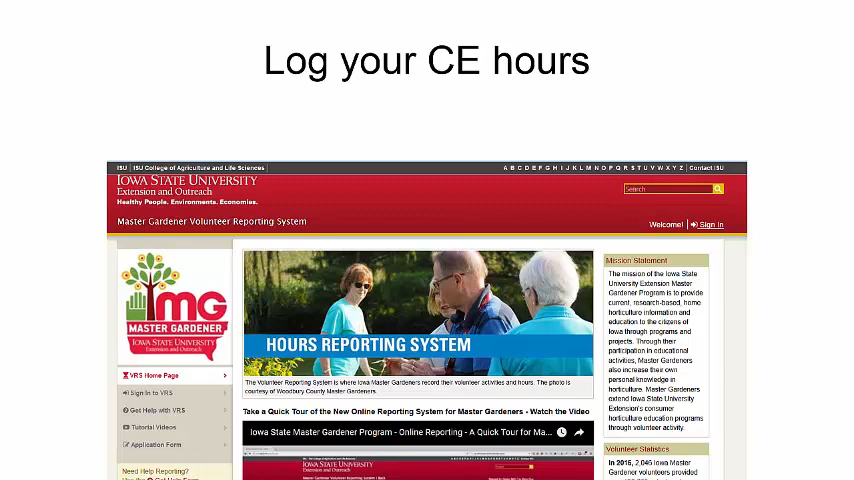 Log your CE hours
ISU | ISU College of Agriculture and Life Sciences
A B C D E F G H I J K L M N O P Q R S T U V W X Y Z | Contact ISU
IOWA STATE UNIVERSITY
Extension and Outreach
Healthy People. Environments. Economies.
Search
Master Gardener Volunteer Reporting System
Welcome! | Sign in
MG
MASTER GARDENER
IOWA STATE UNIVERSITY
Extension and Outreach
VRS Home Page
Sign In to VRS
Get Help with VRS
Tutorial Videos
Application Form
Need Help Reporting?
HOURS REPORTING SYSTEM
The Volunteer Reporting System is where Iowa Master Gardeners record their volunteer activities and hours. The photo is
courtesy of Woodbury County Master Gardeners.
Take a Quick Tour of the New Online Reporting System for Master Gardeners - Watch the Video
Iowa State Master Gardener Program - Online Reporting - A Quick Tour for Ma...
IOWA STATE UNIVERSITY
Extension and Outreach
Mission Statement
The mission of the Iowa State
University Extension Master
Gardener Program is to provide
current, research-based, home
horticulture information and
education to the citizens of
Iowa through programs and
projects. Through their
participation in educational
activities, Master Gardeners
also increase their own
personal knowledge in
horticulture. Master Gardeners
extend Iowa State University
Extension's consumer
horticulture education programs
through volunteer activity.
Volunteer Statistics
In 2016, 2,046 Iowa Master
Gardener volunteers provided